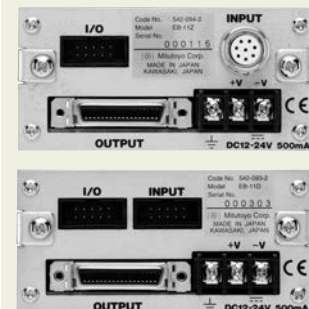 I/O
Code No. 542-094-2
Model EB-11Z
Serial No.
000115
Mitutoyo Corp.
MADE IN JAPAN
KAWASAKI, JAPAN
INPUT
+V -V
CE
OUTPUT
DC12-24V 500mA
I/O
INPUT
Code No. 542-093-2
Model EB-11D
Serial No.
000303
Mitutoyo Corp.
MADE IN JAPAN
KAWASAKI, JAPAN
+V -V
CE
OUTPUT
DC12-24V 500mA